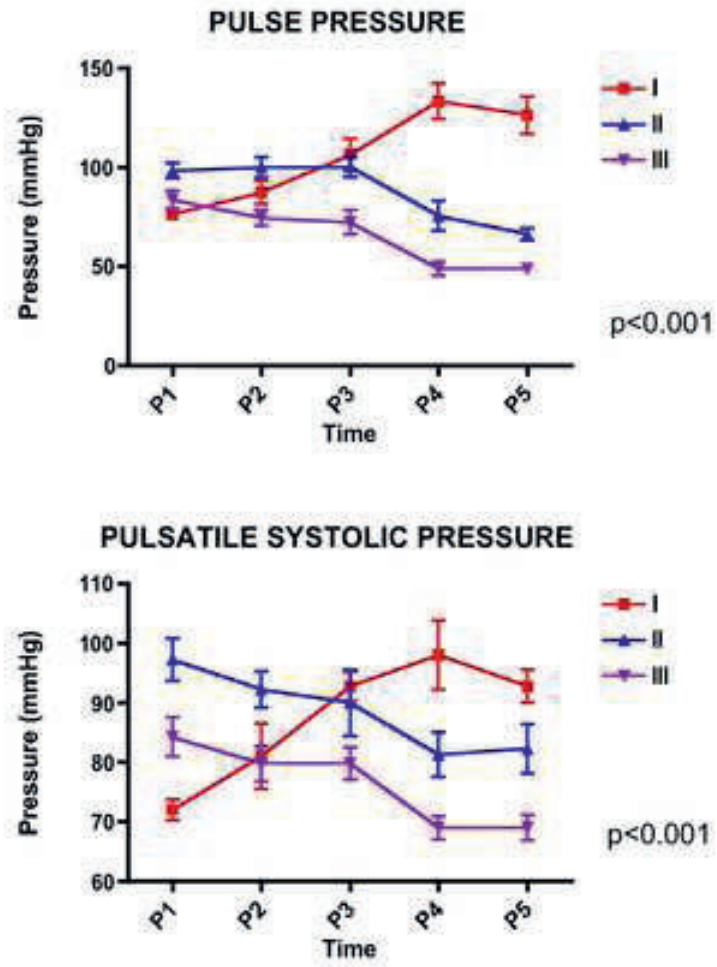 PULSE PRESSURE
150
100
50
0
Pressure (mmHg)
P1 P2 P3 P4 P5
Time
I
II
III
p<0.001
PULSATILE SYSTOLIC PRESSURE
110
100
90
80
70
60
Pressure (mmHg)
P1 P2 P3 P4 P5
Time
I
II
III
p<0.001